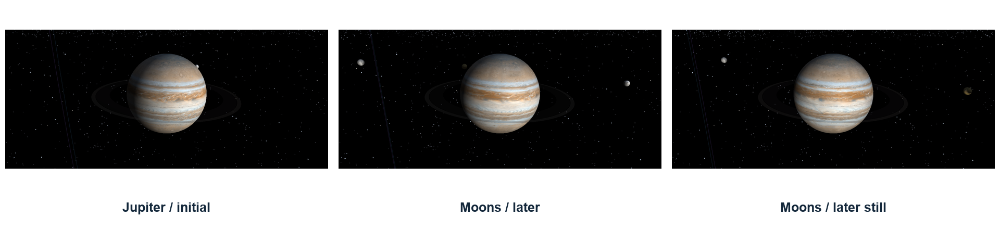 Jupiter / initial
Moons / later
Moons / later still